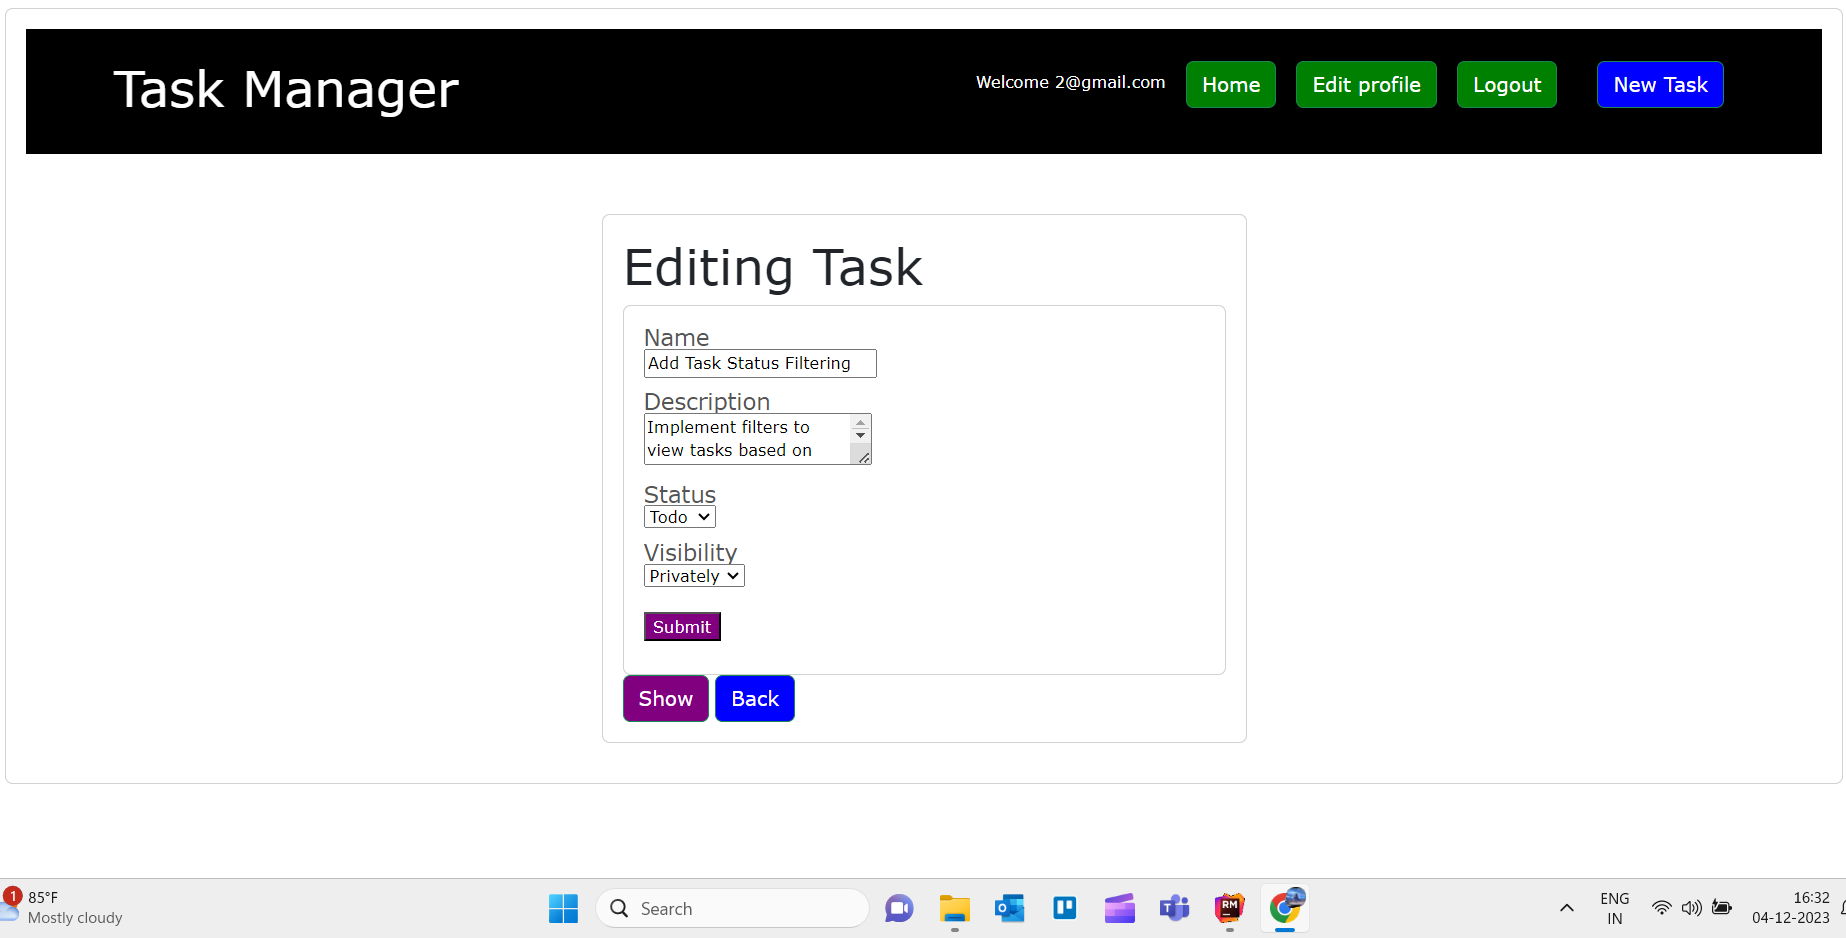 Task Manager
Welcome 2@gmail.com
Home
Edit profile
Logout
New Task
Editing Task
Name
Add Task Status Filtering
Description
Implement filters to
view tasks based on
Status
Todo
Visibility
Privately
Submit
Show
Back
1
85°F
Mostly cloudy
Search
RM
ENG
IN
16:32
04-12-2023